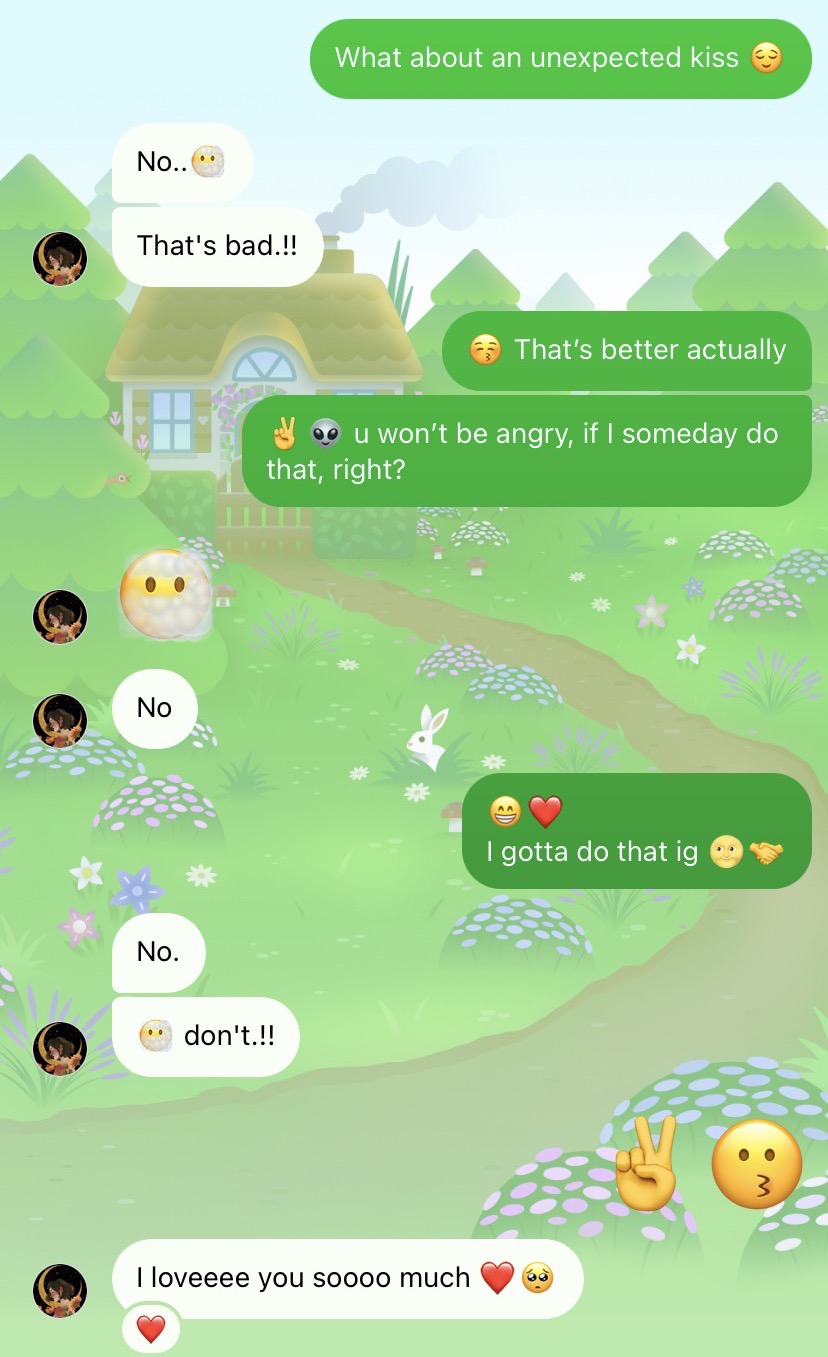 What about an unexpected kiss 😌
No..😶‍🌫️
That's bad.!!
😚 That’s better actually
✌️ 👽 u won’t be angry, if I someday do
that, right?
😶‍🌫️
No
😁❤️
I gotta do that ig 🌝🤝
No.
😶‍🌫️ don't.!!
✌️ 😗
I loveeee you soooo much ❤️🥺
❤️